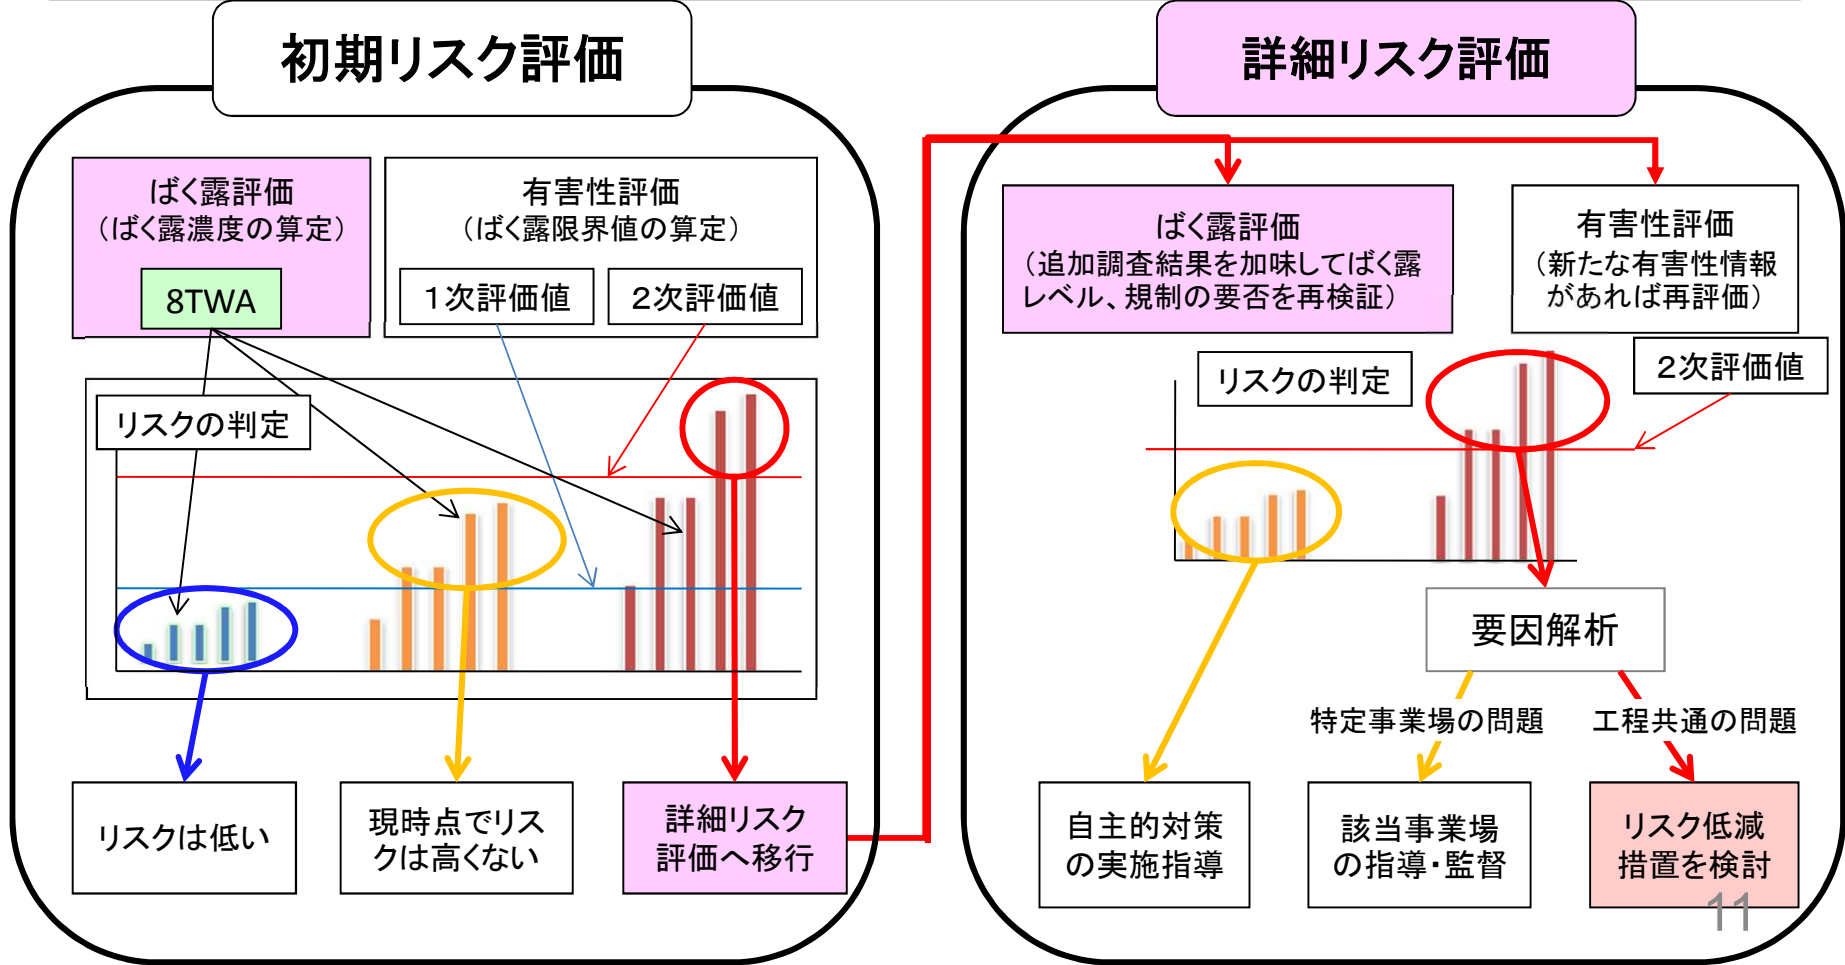 初期リスク評価
ばく露評価
（ばく露濃度の算定）
8TWA
有害性評価
（ばく露限界値の算定）
１次評価値
２次評価値
リスクの判定
リスクは低い
現時点でリス
クは高くない
詳細リスク
評価へ移行
詳細リスク評価
ばく露評価
（追加調査結果を加味してばく露
レベル、規制の要否を再検証）
有害性評価
（新たな有害性情報
があれば再評価）
リスクの判定
２次評価値
要因解析
特定事業場の問題
工程共通の問題
自主的対策
の実施指導
該当事業場
の指導・監督
リスク低減
措置を検討
11